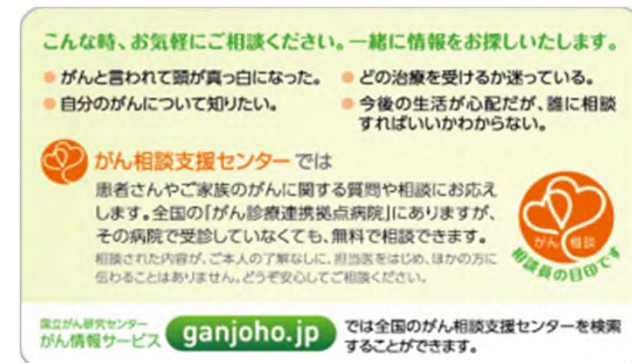 こんな時、お気軽にご相談ください。一緒に情報をお探しいたします。
がんと言われて頭が真っ白になった。
自分のがんについて知りたい。
どの治療を受けるか迷っている。
今後の生活が心配だが、誰に相談
すればいいかわからない。
がん相談支援センターでは
患者さんやご家族のがんに関する質問や相談にお応え
します。全国の「がん診療連携拠点病院」にありますが、
その病院で受診していなくても、無料で相談できます。
相談された内容が、ご本人の了解なしに、担当医をはじめ、ほかの方に
伝わることはありません。どうぞ安心してご相談ください。
がん 相談
相談員の目印です
国立がん研究センター
がん情報サービス
ganjoho.jp
では全国のがん相談支援センターを検索
することができます。